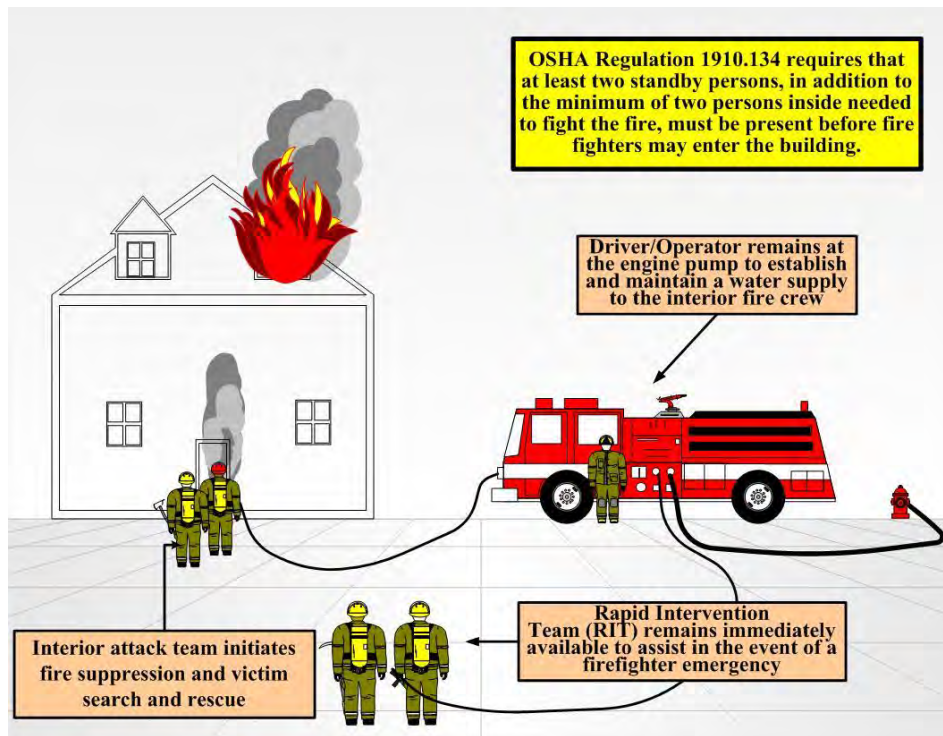 OSHA Regulation 1910.134 requires that
at least two standby persons, in addition to
the minimum of two persons inside needed
to fight the fire, must be present before fire
fighters may enter the building.
Driver/Operator remains at
the engine pump to establish
and maintain a water supply
to the interior fire crew
Rapid Intervention
Team (RIT) remains immediately
available to assist in the event of a
firefighter emergency
Interior attack team initiates
fire suppression and victim
search and rescue